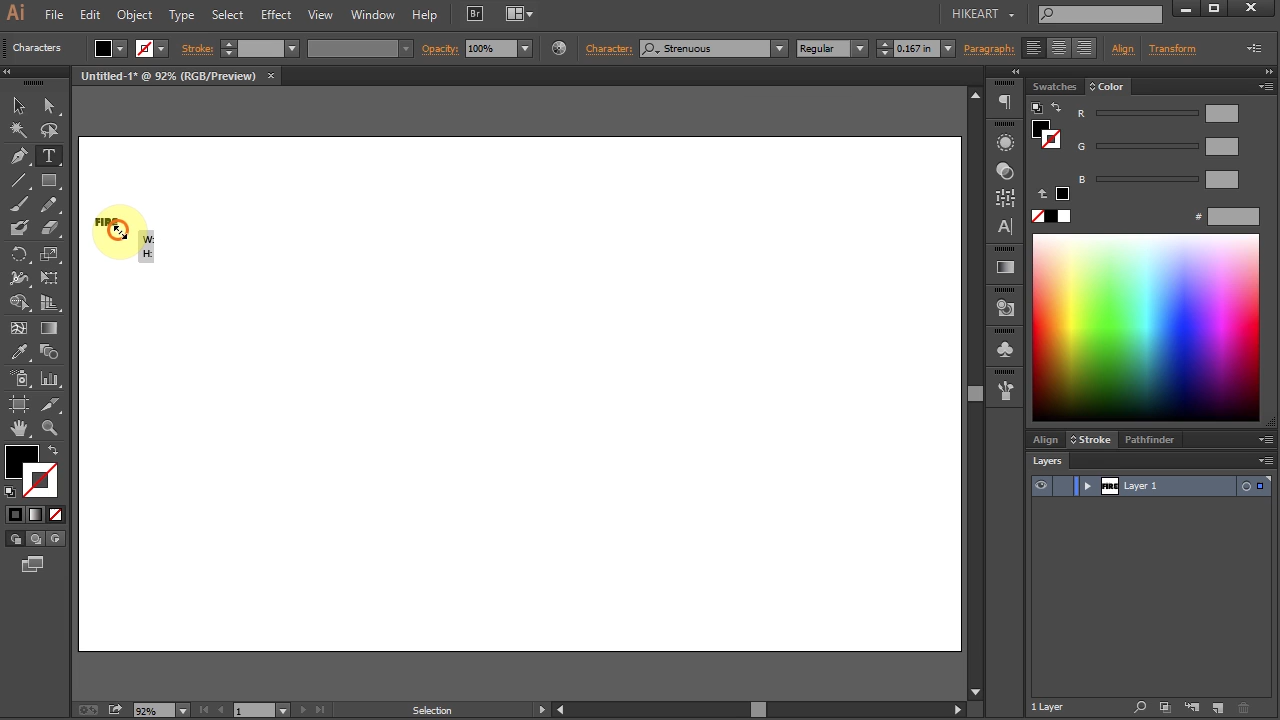 Ai File Edit Object Type Select Effect View Window Help Br HIKEART
Characters Stroke: Opacity: 100% Character: Strenuous Regular 0.167 in Paragraph: Align Transform
Untitled-1* @ 92% (RGB/Preview)
Swatches Color
R
G
B
#
FIRE
W:
H:
Align Stroke Pathfinder
Layers
FIRE Layer 1
1 Layer
92% 1 Selection